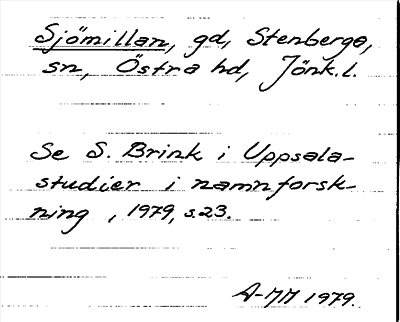 Sjömillan, gd, Stenberga,
sn, Östra hd, Jönk.l.
Se S. Brink i Uppsala-
studier i namnforsk-
ning, 1979, s.23.
A-MM 1979.